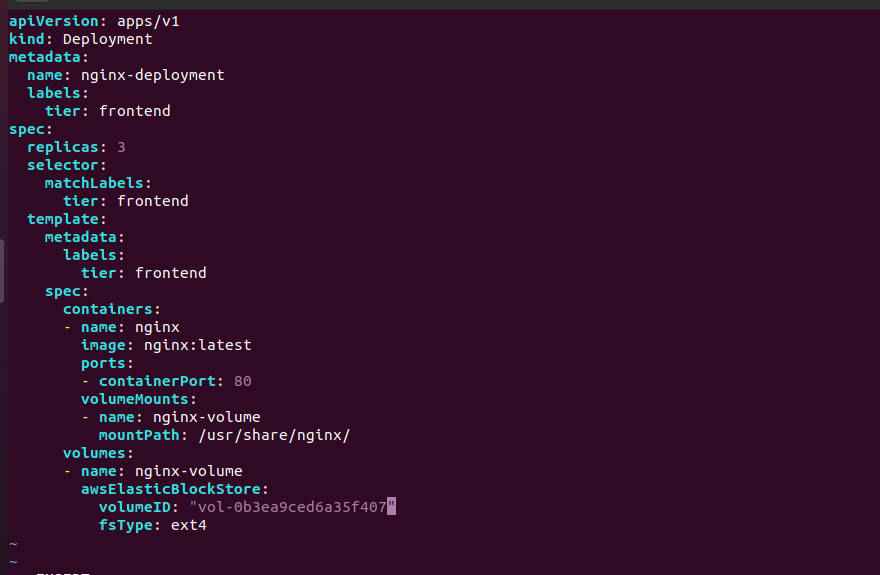 apiVersion: apps/v1
kind: Deployment
metadata:
  name: nginx-deployment
  labels:
    tier: frontend
spec:
  replicas: 3
  selector:
    matchLabels:
      tier: frontend
  template:
    metadata:
      labels:
        tier: frontend
    spec:
      containers:
      - name: nginx
        image: nginx:latest
        ports:
        - containerPort: 80
        volumeMounts:
        - name: nginx-volume
          mountPath: /usr/share/nginx/
      volumes:
      - name: nginx-volume
        awsElasticBlockStore:
          volumeID: "vol-0b3ea9ced6a35f407"
          fsType: ext4
~
~